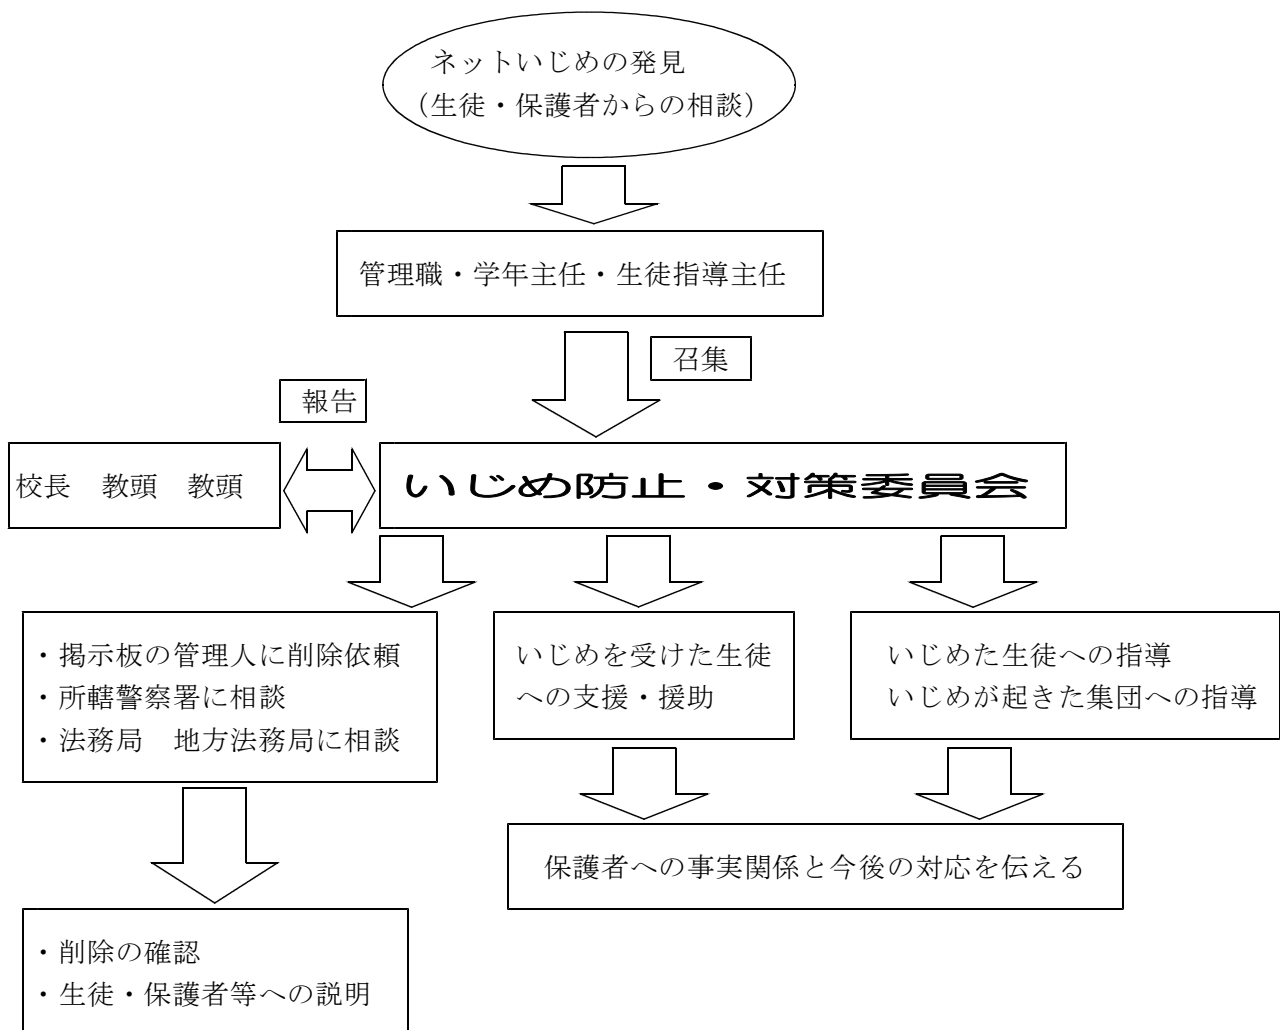 ネットいじめの発見
(生徒・保護者からの相談)
管理職・学年主任・生徒指導主任
召集
報告
校長　教頭　教頭
いじめ防止・対策委員会
・掲示板の管理人に削除依頼
・所轄警察署に相談
・法務局　地方法務局に相談
いじめを受けた生徒
への支援・援助
いじめた生徒への指導
いじめが起きた集団への指導
保護者への事実関係と今後の対応を伝える
・削除の確認
・生徒・保護者等への説明